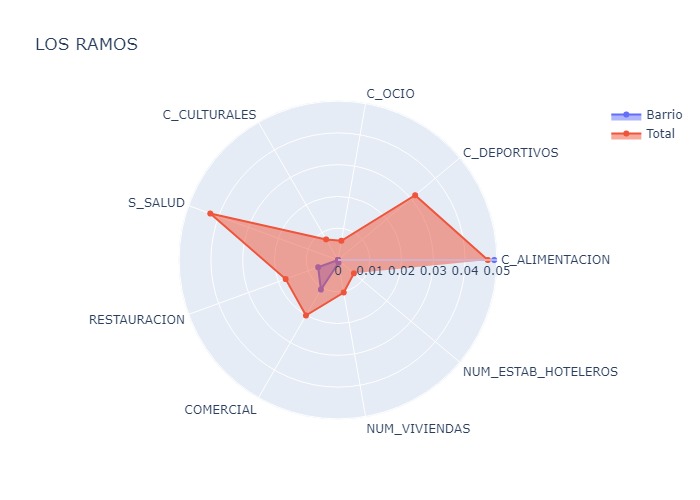 LOS RAMOS
C_OCIO
C_CULTURALES
Barrio
Total
C_DEPORTIVOS
S_SALUD
C_ALIMENTACION
0 0.01 0.02 0.03 0.04 0.05
RESTAURACION
NUM_ESTAB_HOTELEROS
COMERCIAL
NUM_VIVIENDAS